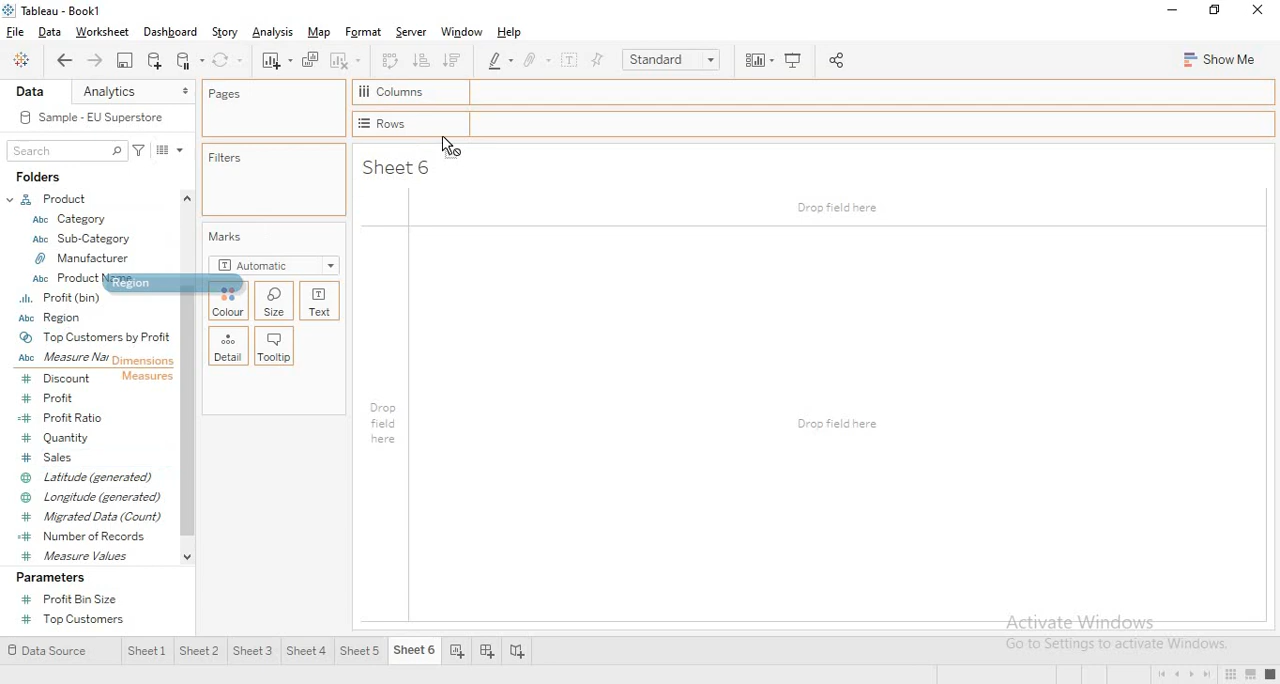 Tableau - Book1
File Data Worksheet Dashboard Story Analysis Map Format Server Window Help
Standard Show Me
Data Analytics Pages Columns
Sample - EU Superstore
Rows
Search Filters Sheet 6
Folders
Product
Category Drop field here
Sub-Category Marks
Manufacturer Automatic
Product Name
Region
Profit (bin) Colour Size Text
Region
Top Customers by Profit Detail Tooltip
Measure Dimensions
Discount Measures
Profit
Profit Ratio Drop field here Drop field here
Quantity
Sales
Latitude (generated)
Longitude (generated)
Migrated Data (Count)
Number of Records
Measure Values
Parameters
Profit Bin Size
Top Customers
Activate Windows
Go to Settings to activate Windows.
Data Source Sheet 1 Sheet 2 Sheet 3 Sheet 4 Sheet 6